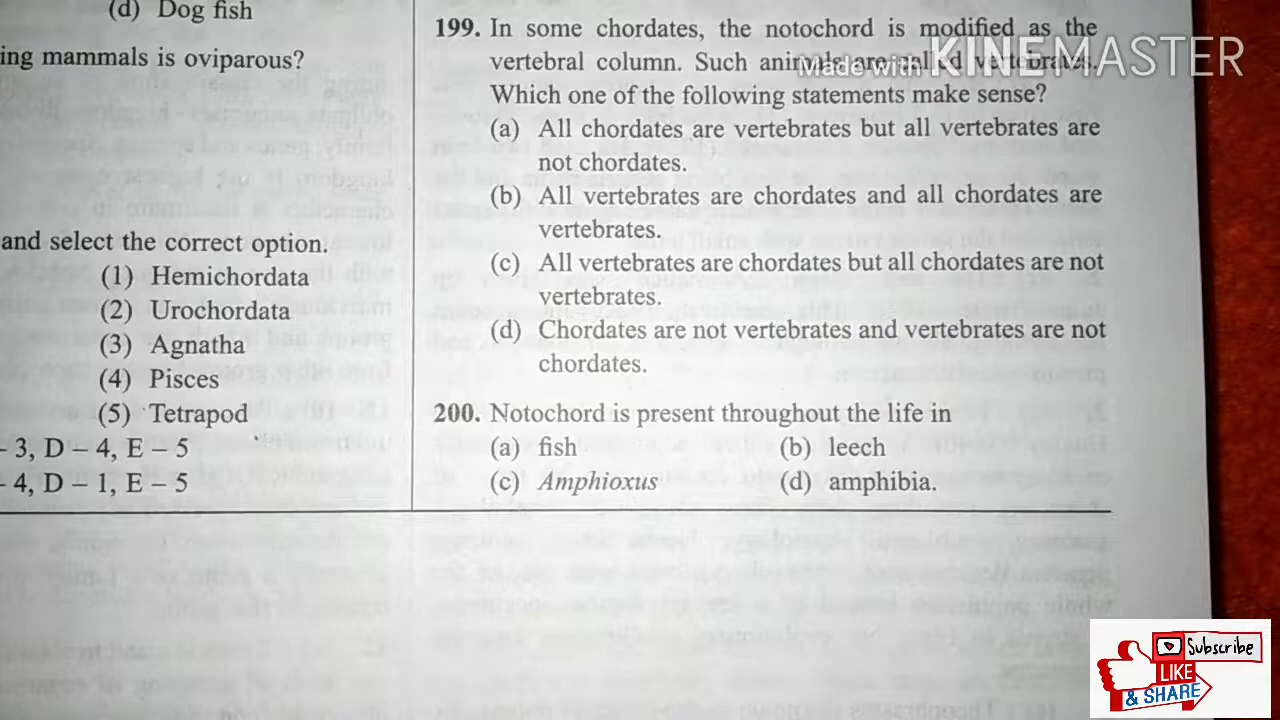 (d) Dog fish
ing mammals is oviparous?
and select the correct option.
(1) Hemichordata
(2) Urochordata
(3) Agnatha
(4) Pisces
(5) Tetrapod
– 3, D – 4, E – 5
– 4, D – 1, E – 5
199. In some chordates, the notochord is modified as the
vertebral column. Such animals are called vertebrates.
Which one of the following statements make sense?
(a) All chordates are vertebrates but all vertebrates are
not chordates.
(b) All vertebrates are chordates and all chordates are
vertebrates.
(c) All vertebrates are chordates but all chordates are not
vertebrates.
(d) Chordates are not vertebrates and vertebrates are not
chordates.
200. Notochord is present throughout the life in
(a) fish (b) leech
(c) Amphioxus (d) amphibia.
Made with KINEMASTER
Subscribe
LIKE
& SHARE